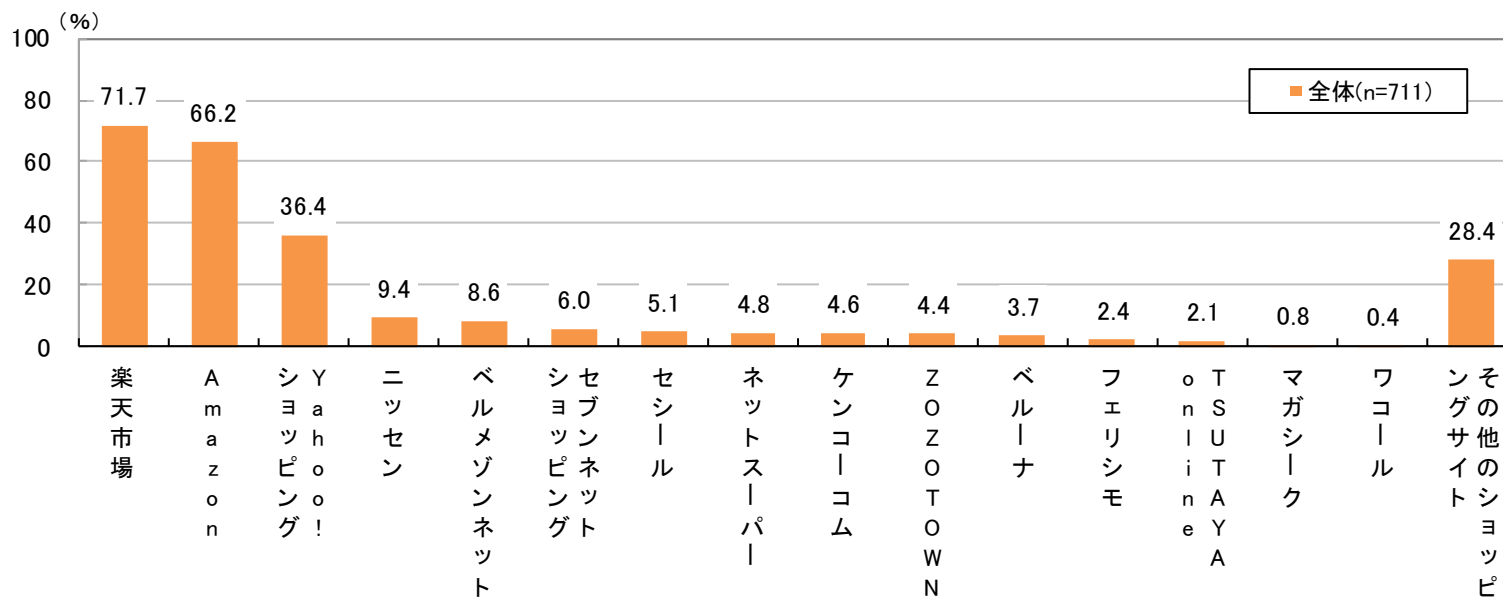 (%)
100
80
60
40
20
0
全体(n=711)
71.7
66.2
36.4
9.4
8.6
6.0
5.1
4.8
4.6
4.4
3.7
2.4
2.1
0.8
0.4
28.4
楽天市場
Amazon
Yahoo!
ショッピング
ニッセン
ベルメゾンネット
セブンネット
ショッピング
セシール
ネットスーパー
ケンコーコム
ZOZOTOWN
ベルーナ
フェリシモ
TSUTAYA
online
マガシーク
ワコール
その他のショッピ
ングサイト